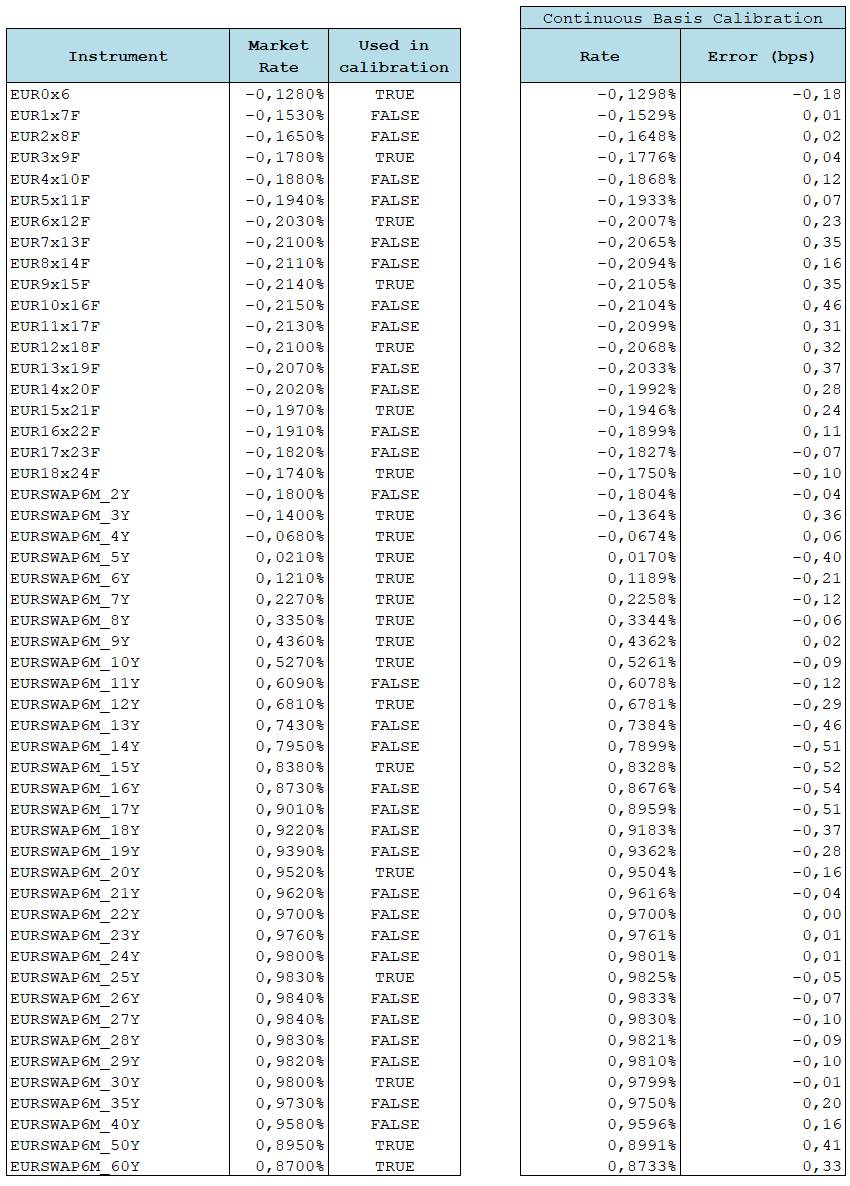 Continuous Basis Calibration
Instrument Market Rate Used in calibration Rate Error (bps)
EUR0x6 -0,1280% TRUE -0,1298% -0,18
EUR1x7F -0,1530% FALSE -0,1529% 0,01
EUR2x8F -0,1650% FALSE -0,1648% 0,02
EUR3x9F -0,1780% TRUE -0,1776% 0,04
EUR4x10F -0,1880% FALSE -0,1868% 0,12
EUR5x11F -0,1940% FALSE -0,1933% 0,07
EUR6x12F -0,2030% TRUE -0,2007% 0,23
EUR7x13F -0,2100% FALSE -0,2065% 0,35
EUR8x14F -0,2110% FALSE -0,2094% 0,16
EUR9x15F -0,2140% TRUE -0,2105% 0,35
EUR10x16F -0,2150% FALSE -0,2104% 0,46
EUR11x17F -0,2130% FALSE -0,2099% 0,31
EUR12x18F -0,2100% TRUE -0,2068% 0,32
EUR13x19F -0,2070% FALSE -0,2033% 0,37
EUR14x20F -0,2020% FALSE -0,1992% 0,28
EUR15x21F -0,1970% TRUE -0,1946% 0,24
EUR16x22F -0,1910% FALSE -0,1899% 0,11
EUR17x23F -0,1820% FALSE -0,1827% -0,07
EUR18x24F -0,1740% TRUE -0,1750% -0,10
EURSWAP6M_2Y -0,1800% FALSE -0,1804% -0,04
EURSWAP6M_3Y -0,1400% TRUE -0,1364% 0,36
EURSWAP6M_4Y -0,0680% TRUE -0,0674% 0,06
EURSWAP6M_5Y 0,0210% TRUE 0,0170% -0,40
EURSWAP6M_6Y 0,1210% TRUE 0,1189% -0,21
EURSWAP6M_7Y 0,2270% TRUE 0,2258% -0,12
EURSWAP6M_8Y 0,3350% TRUE 0,3344% -0,06
EURSWAP6M_9Y 0,4360% TRUE 0,4362% 0,02
EURSWAP6M_10Y 0,5270% TRUE 0,5261% -0,09
EURSWAP6M_11Y 0,6090% FALSE 0,6078% -0,12
EURSWAP6M_12Y 0,6810% TRUE 0,6781% -0,29
EURSWAP6M_13Y 0,7430% FALSE 0,7384% -0,46
EURSWAP6M_14Y 0,7950% FALSE 0,7899% -0,51
EURSWAP6M_15Y 0,8380% TRUE 0,8328% -0,52
EURSWAP6M_16Y 0,8730% FALSE 0,8676% -0,54
EURSWAP6M_17Y 0,9010% FALSE 0,8959% -0,51
EURSWAP6M_18Y 0,9220% FALSE 0,9183% -0,37
EURSWAP6M_19Y 0,9390% FALSE 0,9362% -0,28
EURSWAP6M_20Y 0,9520% TRUE 0,9504% -0,16
EURSWAP6M_21Y 0,9620% FALSE 0,9616% -0,04
EURSWAP6M_22Y 0,9700% FALSE 0,9700% 0,00
EURSWAP6M_23Y 0,9760% FALSE 0,9761% 0,01
EURSWAP6M_24Y 0,9800% FALSE 0,9801% 0,01
EURSWAP6M_25Y 0,9830% TRUE 0,9825% -0,05
EURSWAP6M_26Y 0,9840% FALSE 0,9833% -0,07
EURSWAP6M_27Y 0,9840% FALSE 0,9830% -0,10
EURSWAP6M_28Y 0,9830% FALSE 0,9821% -0,09
EURSWAP6M_29Y 0,9820% FALSE 0,9810% -0,10
EURSWAP6M_30Y 0,9800% TRUE 0,9799% -0,01
EURSWAP6M_35Y 0,9730% FALSE 0,9750% 0,20
EURSWAP6M_40Y 0,9580% FALSE 0,9596% 0,16
EURSWAP6M_50Y 0,8950% TRUE 0,8991% 0,41
EURSWAP6M_60Y 0,8700% TRUE 0,8733% 0,33